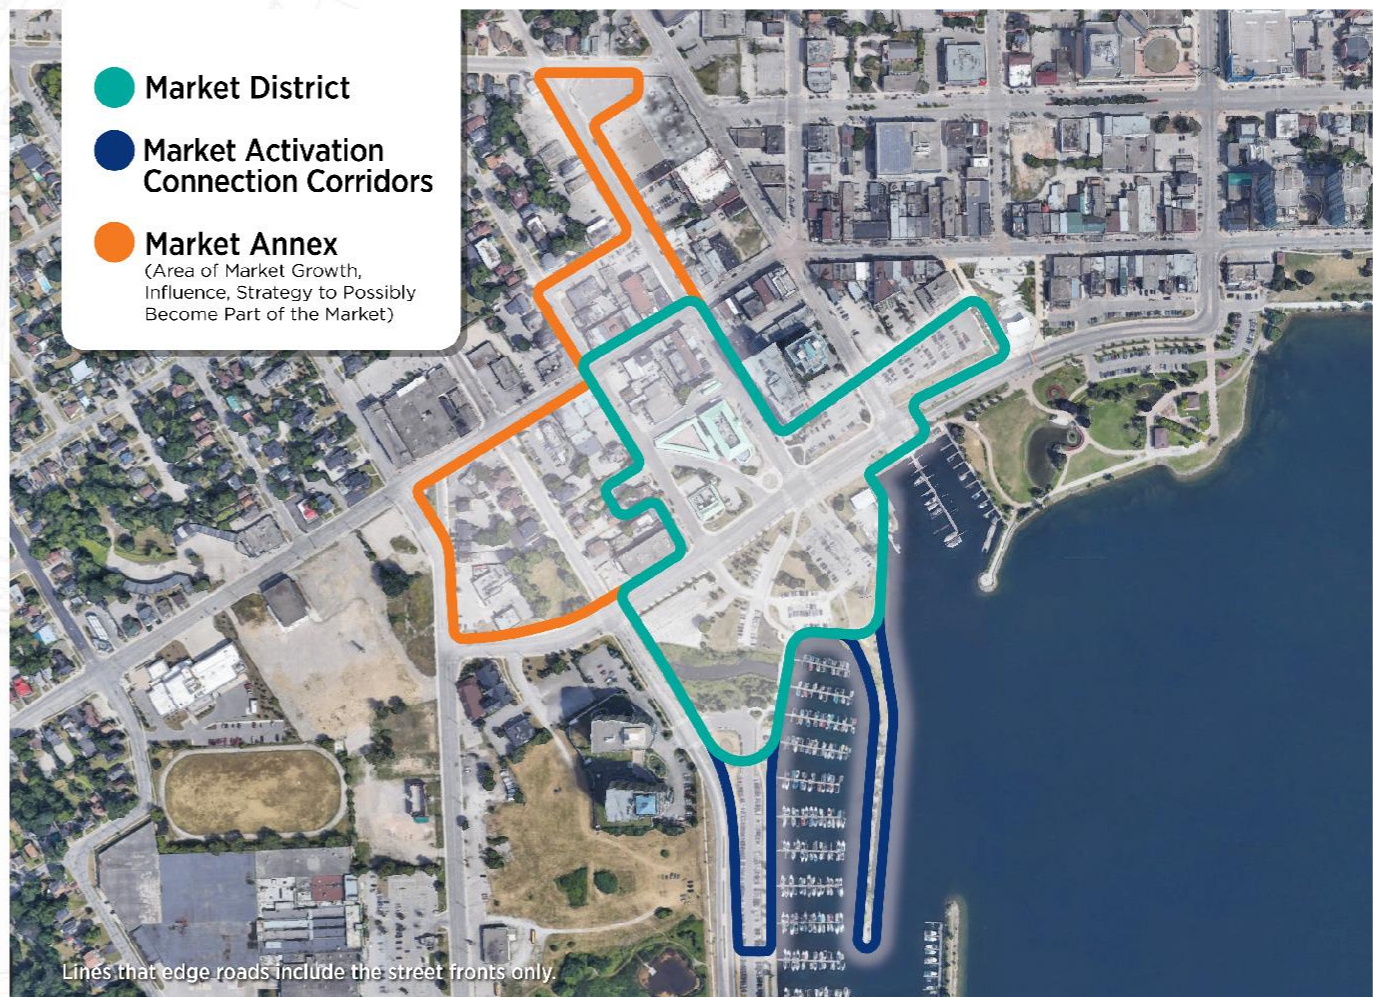 Market District
Market Activation
Connection Corridors
Market Annex
(Area of Market Growth,
Influence, Strategy to Possibly
Become Part of the Market)
Lines that edge roads include the street fronts only.